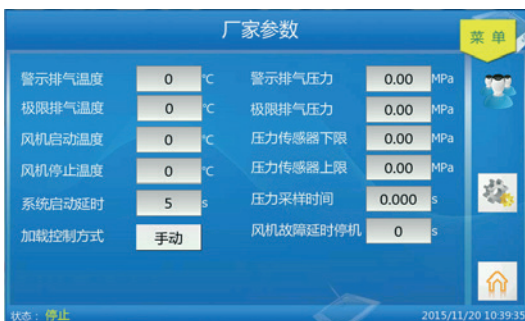 厂家参数
菜 单
警示排气温度 0 ℃ 警示排气压力 0.00 MPa
极限排气温度 0 ℃ 极限排气压力 0.00 MPa
风机启动温度 0 ℃ 压力传感器下限 0.00 MPa
风机停止温度 0 ℃ 压力传感器上限 0.00 MPa
系统启动延时 5 s 压力采样时间 0.000 s
加载控制方式 手动 风机故障延时停机 0 s
状态： 停止 2015/11/20 10:39:35